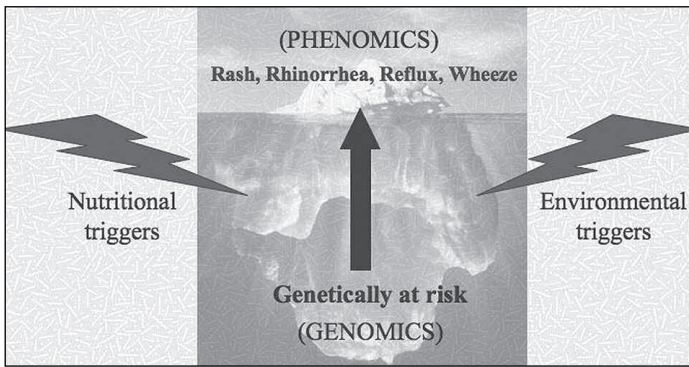 (PHENOMICS)
Rash, Rhinorrhea, Reflux, Wheeze
Nutritional
triggers
Environmental
triggers
Genetically at risk
(GENOMICS)